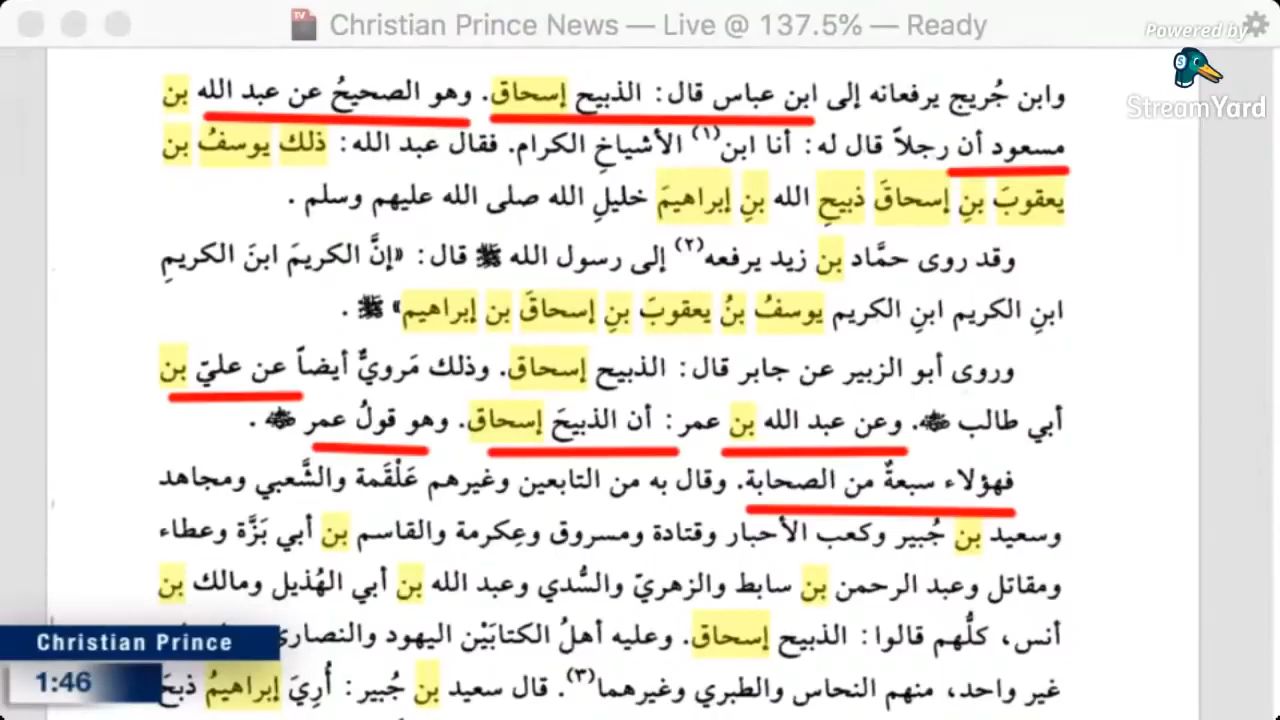 Christian Prince News — Live @ 137.5% — Ready
Powered by
StreamYard
وابن جُريج يرفعانه إلى ابن عباس قال: الذبيح إسحاق. وهو الصحيحُ عن عبد الله بن
مسعود أن رجلاً قال له: أنا ابن(١) الأشياخِ الكرام. فقال عبد الله: ذلك يوسفُ بن
يعقوبَ بنِ إسحاقَ ذبيحِ الله بنِ إبراهيمَ خليلِ الله صلى الله عليهم وسلم .
وقد روى حمَّاد بن زيد يرفعه(٢) إلى رسول الله ﷺ قال: «إنَّ الكريمَ ابنَ الكريمِ
ابنِ الكريم ابنِ الكريم يوسفُ بنُ يعقوبَ بنِ إسحاقَ بن إبراهيم» ﷺ .
وروى أبو الزبير عن جابر قال: الذبيح إسحاق. وذلك مَرويٌّ أيضاً عن عليّ بن
أبي طالب ﷜. وعن عبد الله بن عمر: أن الذبيحَ إسحاق. وهو قولُ عمر ﷜ .
فهؤلاء سبعةٌ من الصحابة. وقال به من التابعين وغيرهم عَلْقَمة والشَّعبي ومجاهد
وسعيد بن جُبير وكعب الأحبار وقتادة ومسروق وعِكرمة والقاسم بن أبي بَزَّة وعطاء
ومقاتل وعبد الرحمن بن سابط والزهريّ والسُّدي وعبد الله بن أبي الهُذيل ومالك بن
أنس، كلُّهم قالوا: الذبيح إسحاق. وعليه أهلُ الكتابَيْن اليهود والنصارى
غير واحد، منهم النحاس والطبري وغيرهما(٣). قال سعيد بن جُبير: أُرِيَ إبراهيمُ ذبحَ
Christian Prince
1:46